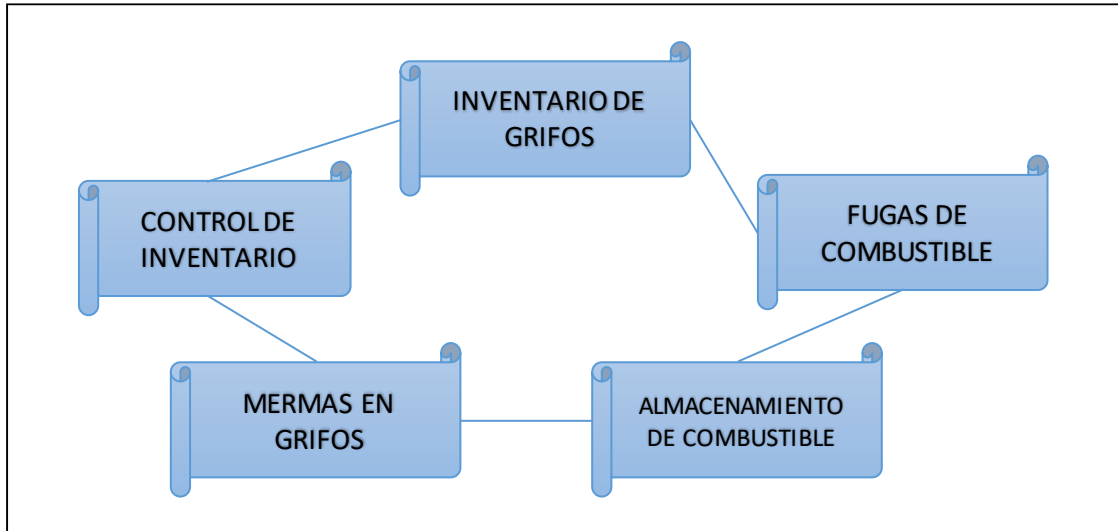 INVENTARIO DE
GRIFOS
CONTROL DE
INVENTARIO
FUGAS DE
COMBUSTIBLE
MERMAS EN
GRIFOS
ALMACENAMIENTO
DE COMBUSTIBLE